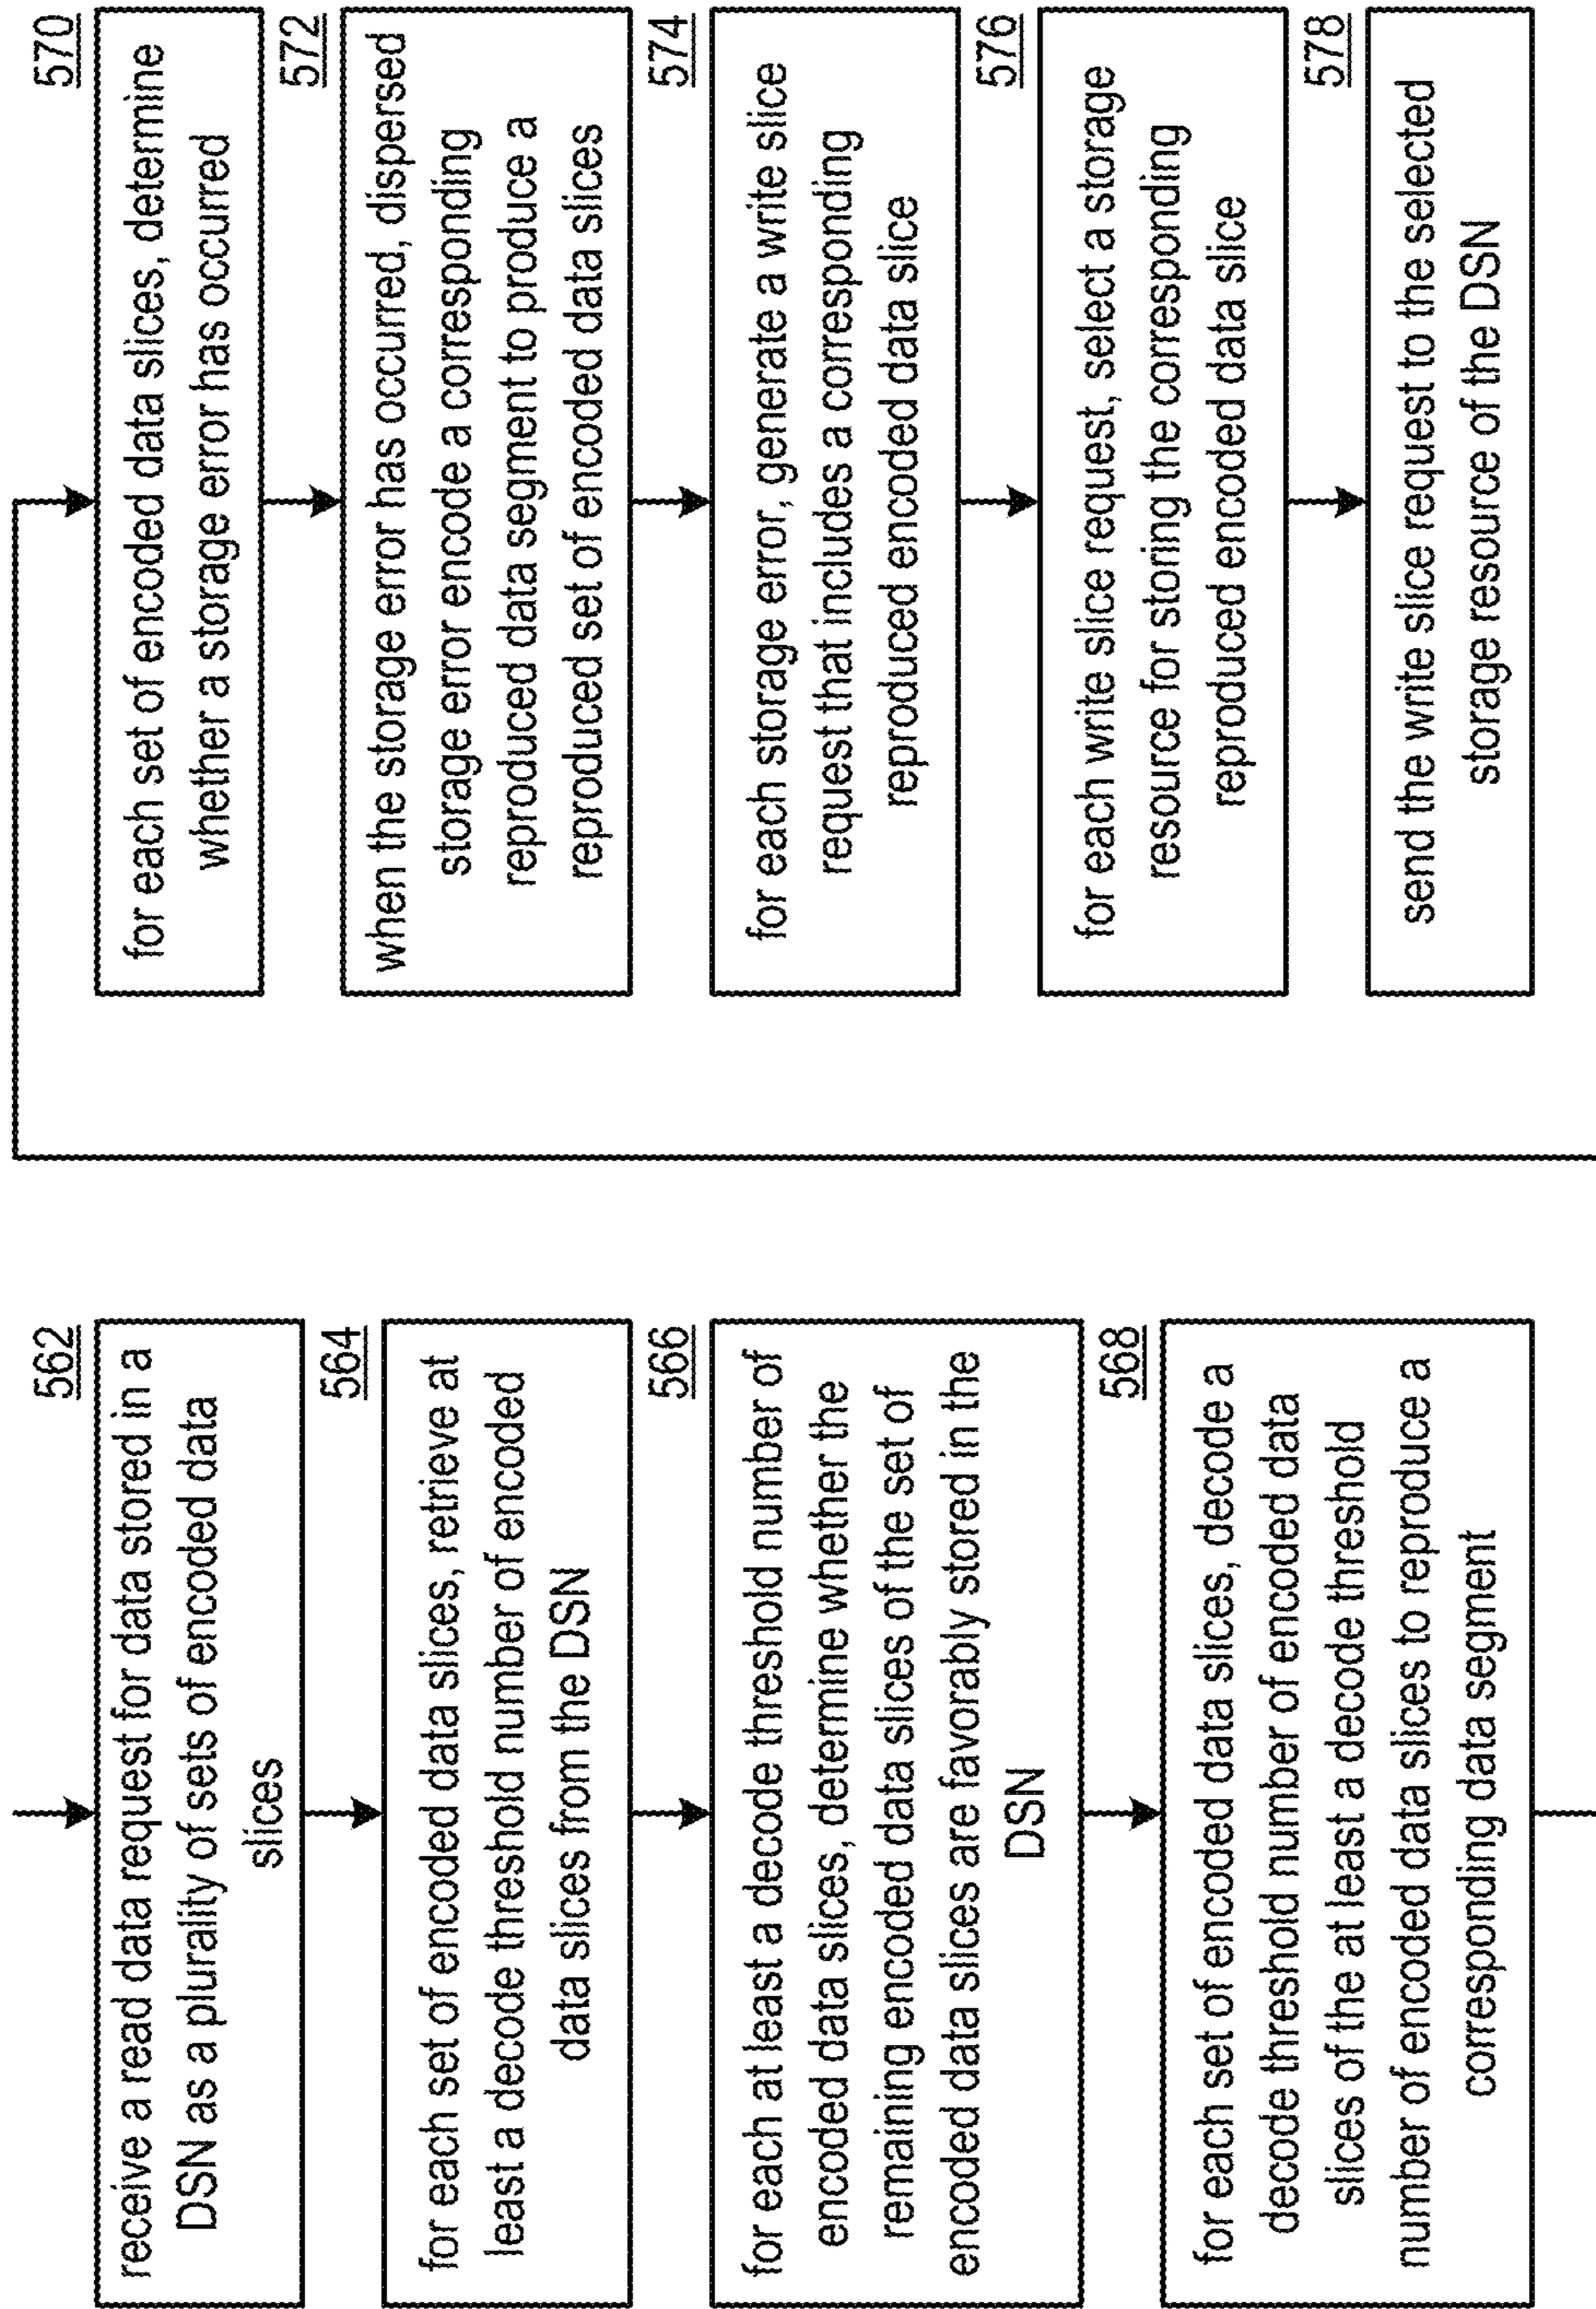 562
receive a read data request for data stored in a
DSN as a plurality of sets of encoded data
slices
564
for each set of encoded data slices, retrieve at
least a decode threshold number of encoded
data slices from the DSN
566
for each at least a decode threshold number of
encoded data slices, determine whether the
remaining encoded data slices of the set of
encoded data slices are favorably stored in the
DSN
568
for each set of encoded data slices, decode a
decode threshold number of encoded data
slices of the at least a decode threshold
number of encoded data slices to reproduce a
corresponding data segment
570
for each set of encoded data slices, determine
whether a storage error has occurred
572
when the storage error has occurred, dispersed
storage error encode a corresponding
reproduced data segment to produce a
reproduced set of encoded data slices
574
for each storage error, generate a write slice
request that includes a corresponding
reproduced encoded data slice
576
for each write slice request, select a storage
resource for storing the corresponding
reproduced encoded data slice
578
send the write slice request to the selected
storage resource of the DSN